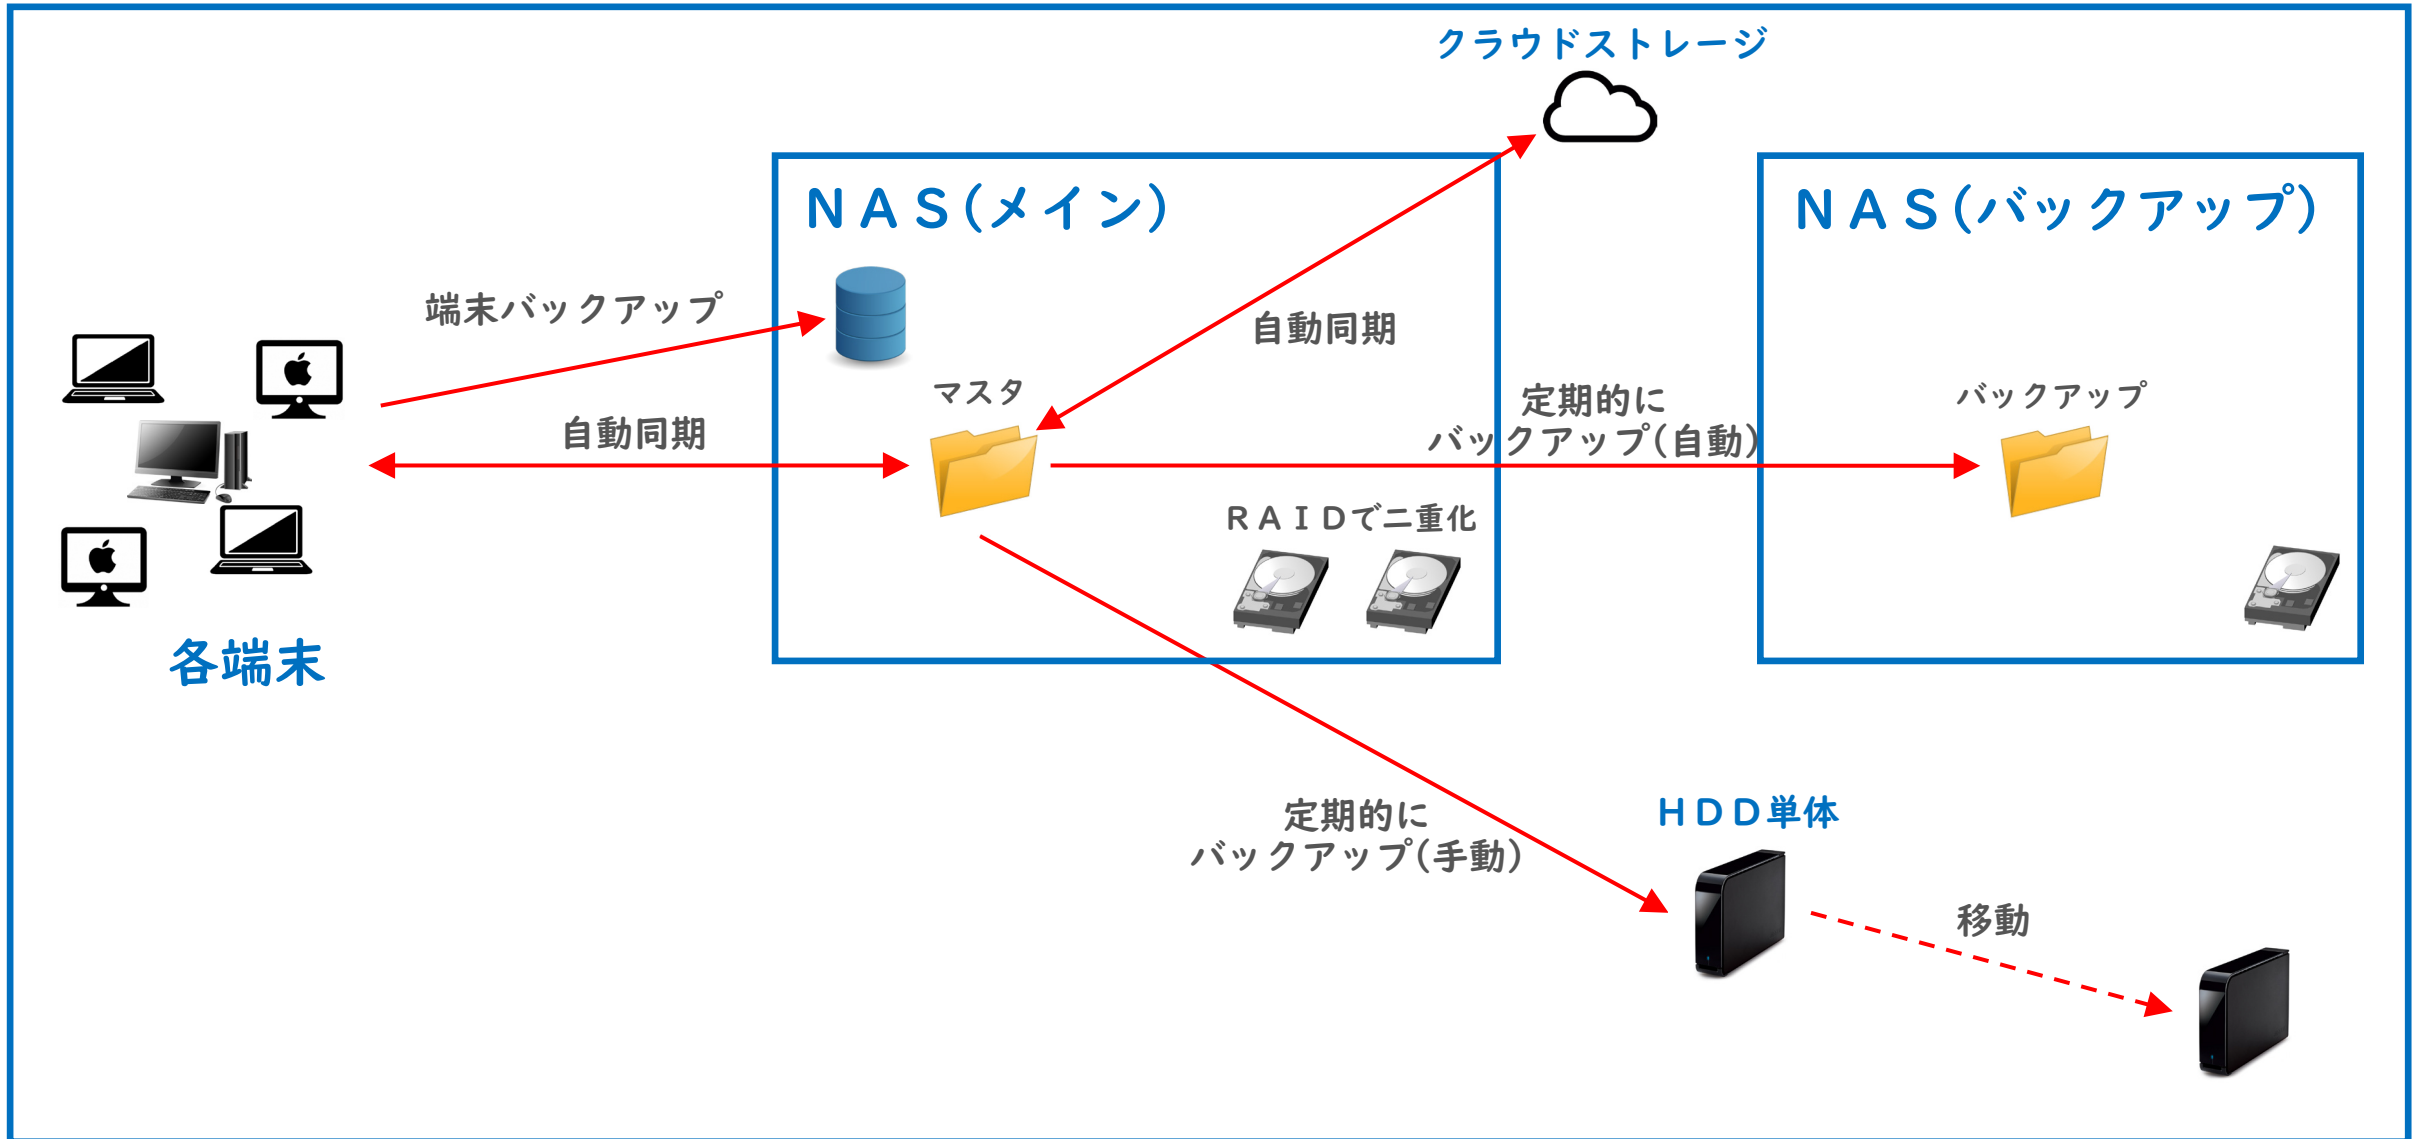 クラウドストレージ
ＮＡＳ(メイン)
ＮＡＳ(バックアップ)
端末バックアップ
自動同期
マスタ
定期的に
バックアップ(自動)
バックアップ
自動同期
ＲＡＩＤで二重化
各端末
定期的に
バックアップ(手動)
ＨＤＤ単体
移動